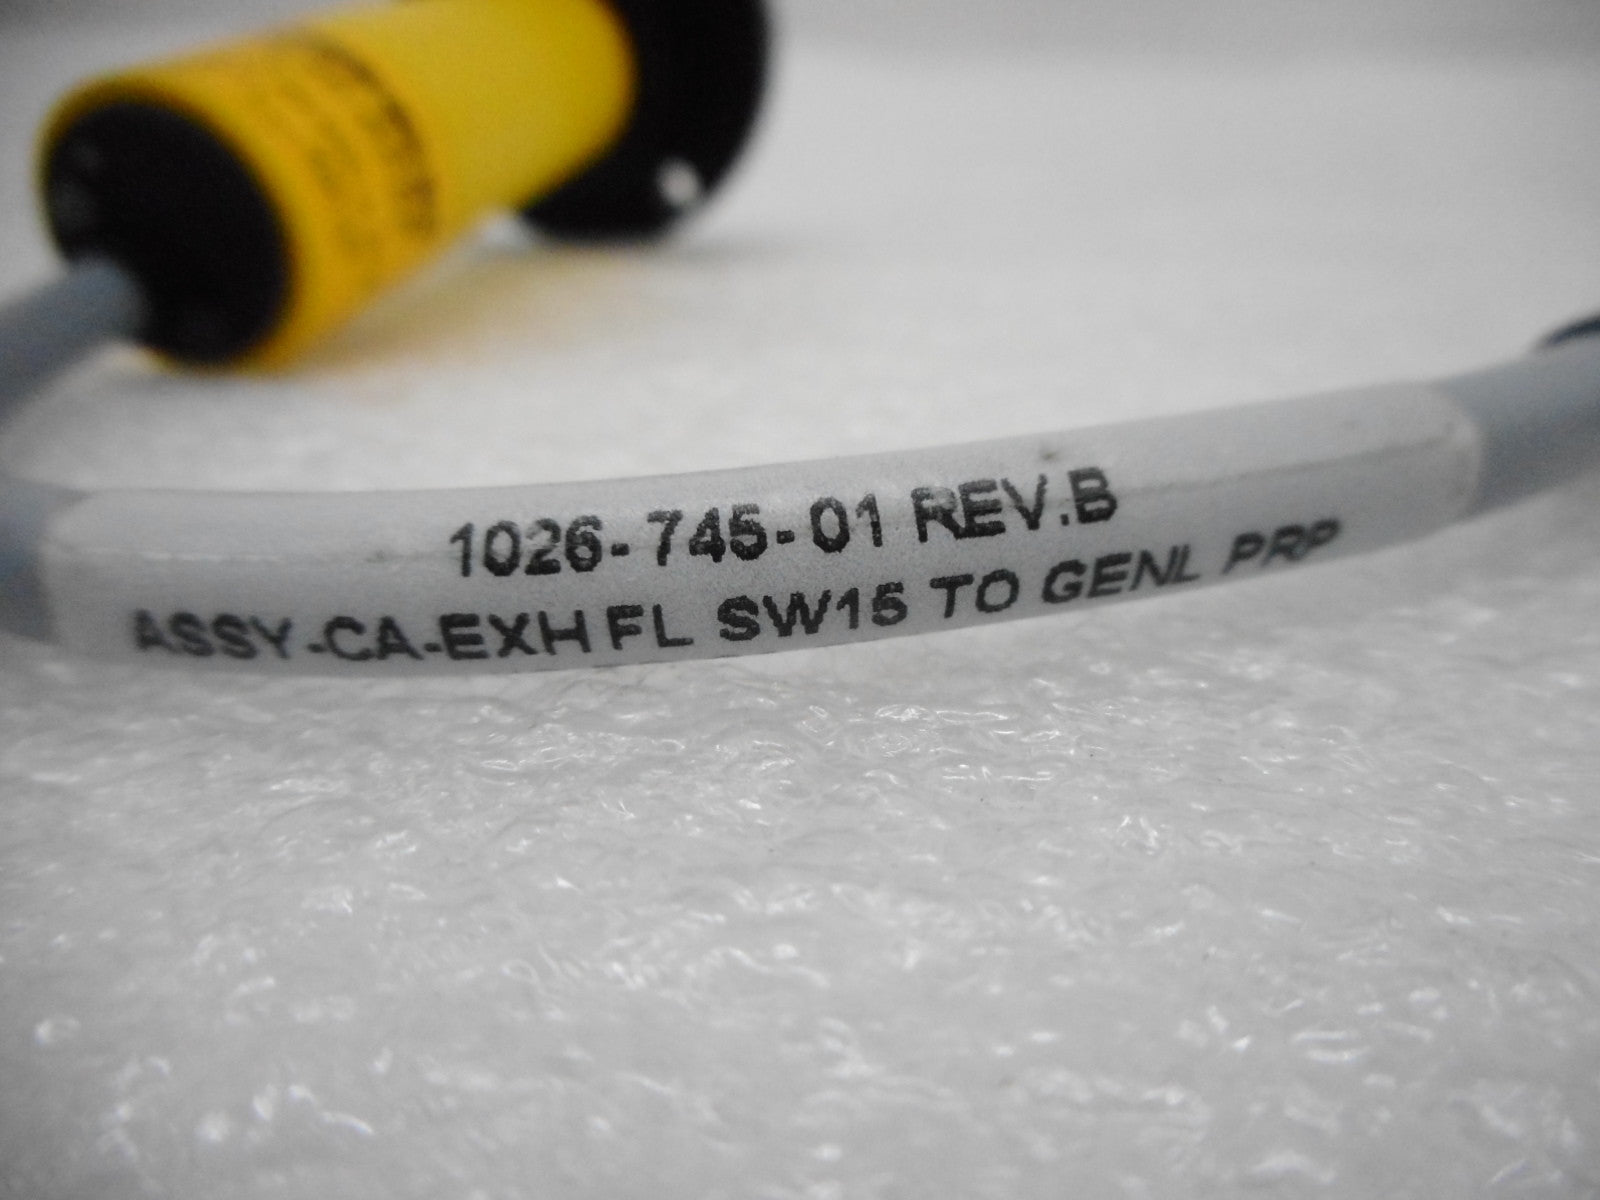 1026-745-01 REV.B
ASSY-CA-EXH FL SW15 TO GENL PRP